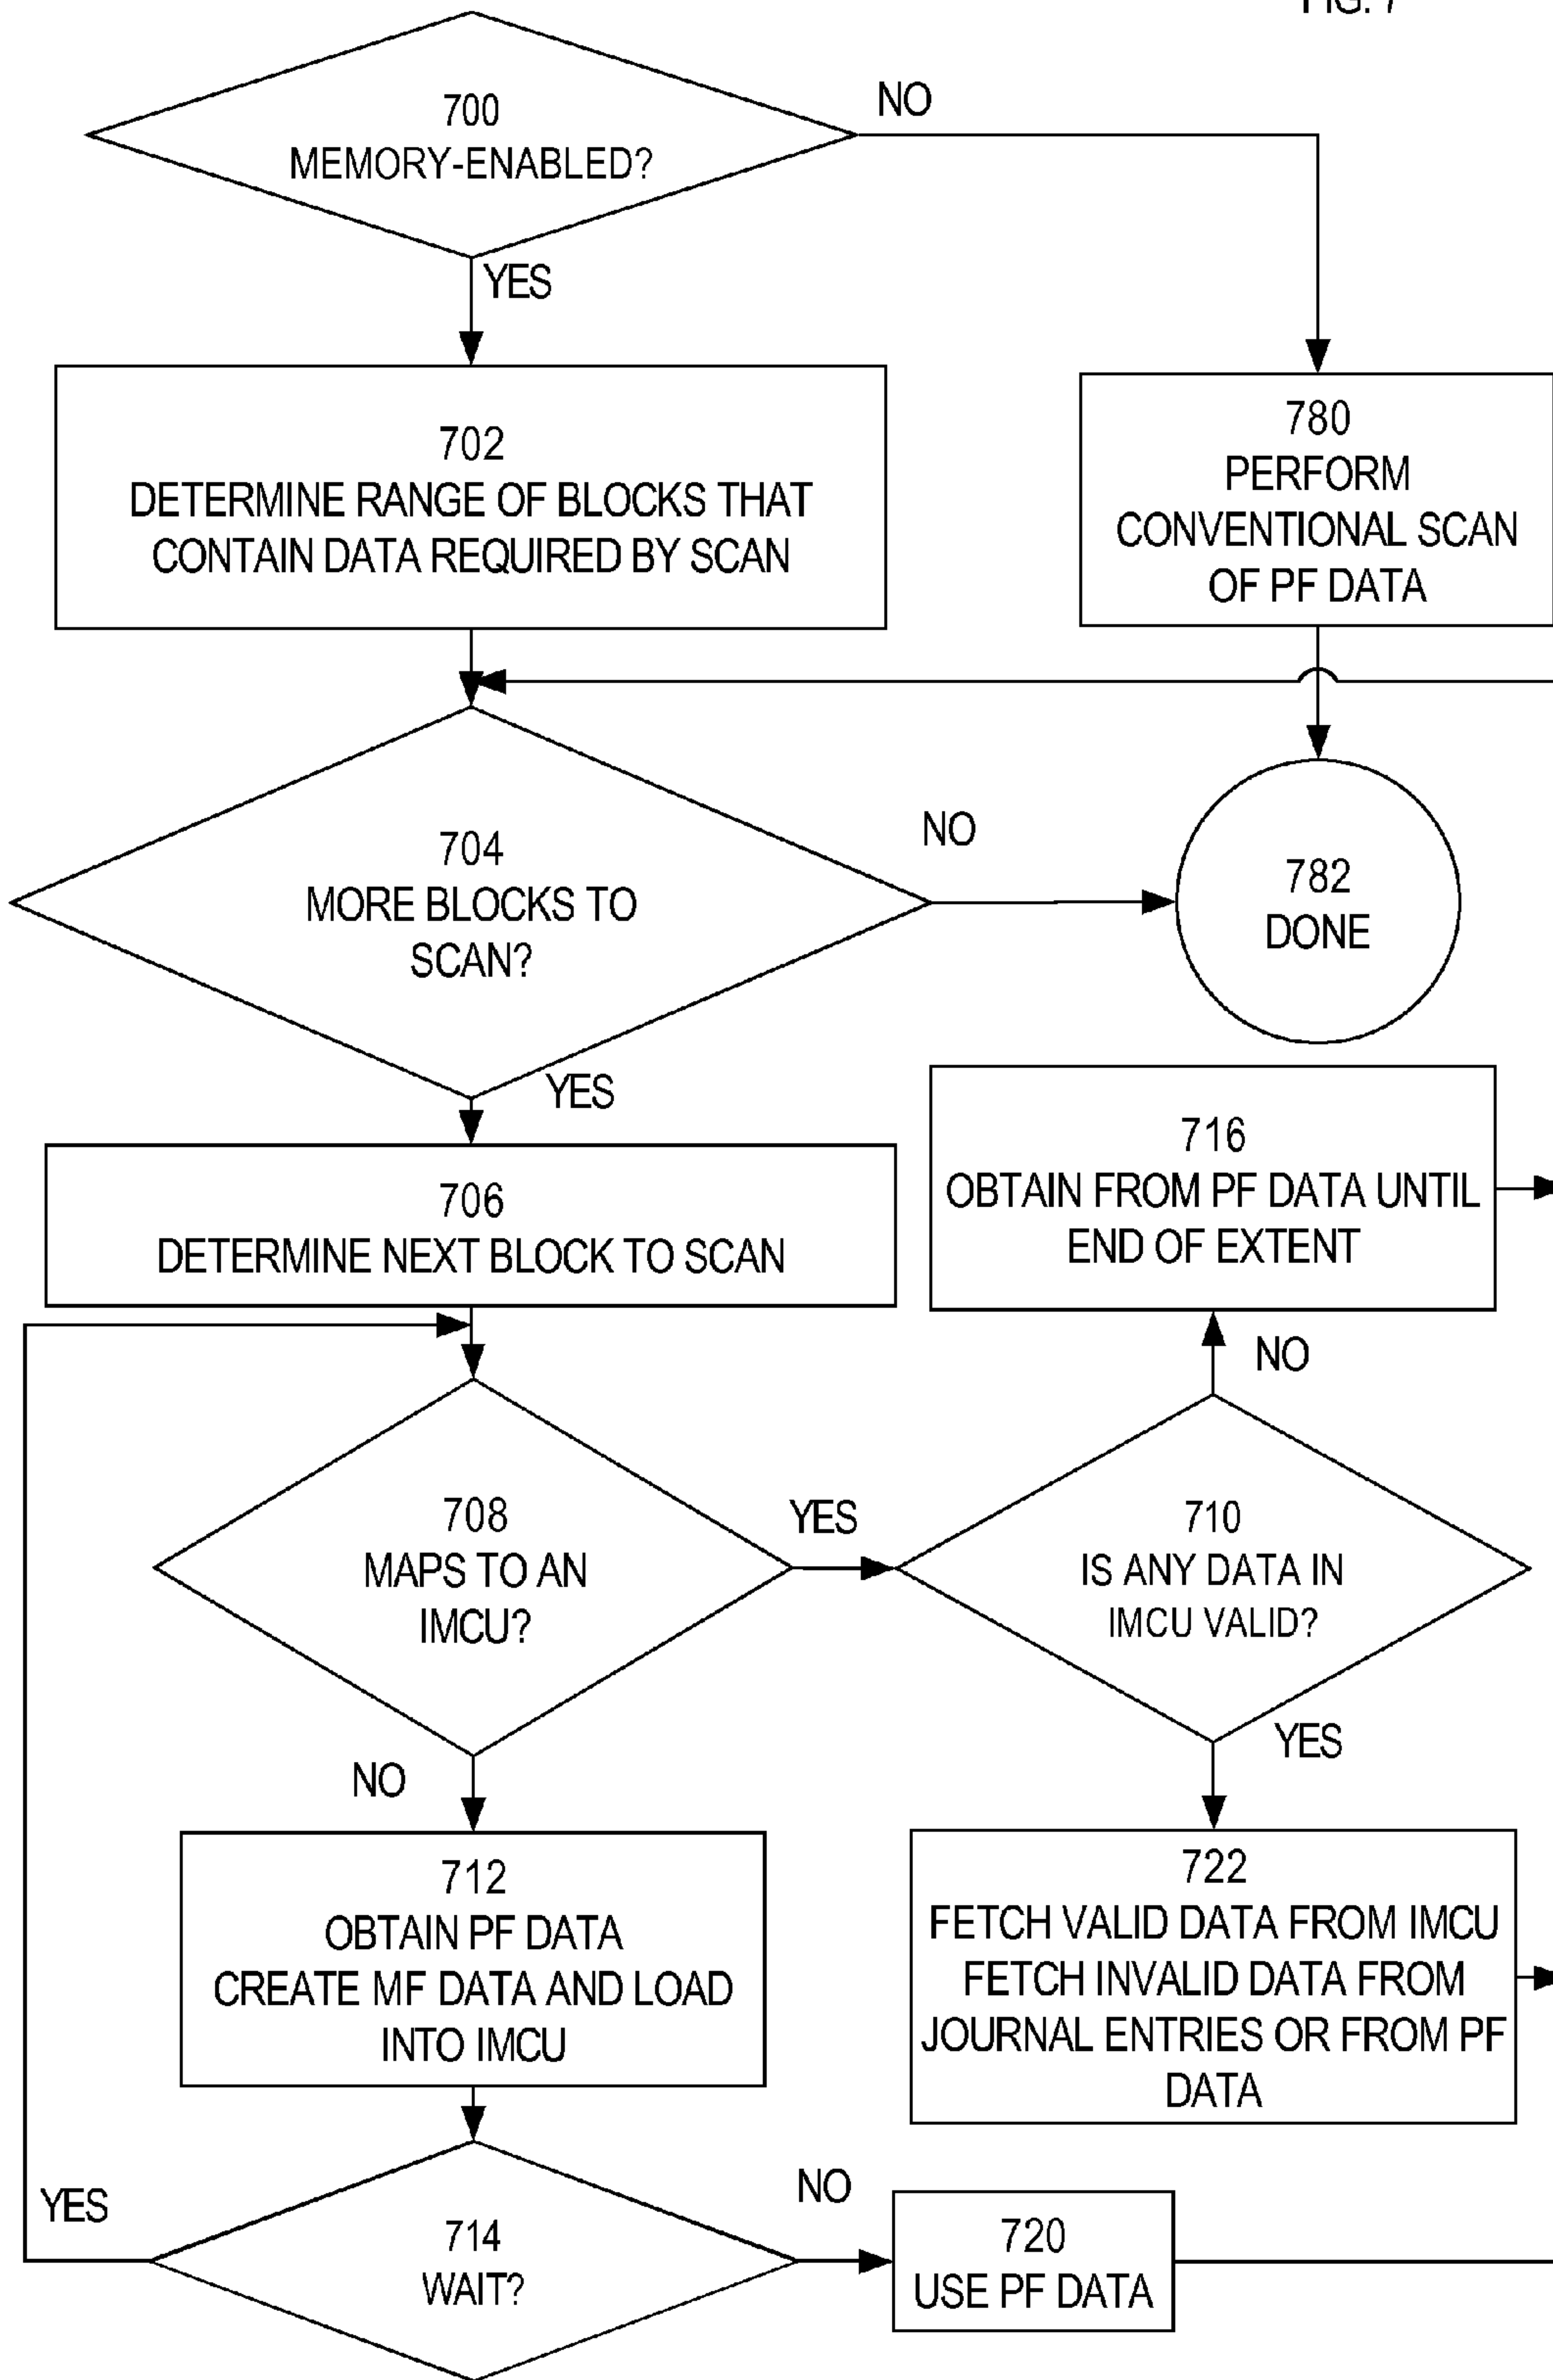 FIG. 7
700
MEMORY-ENABLED?
NO
YES
702
DETERMINE RANGE OF BLOCKS THAT
CONTAIN DATA REQUIRED BY SCAN
780
PERFORM
CONVENTIONAL SCAN
OF PF DATA
704
MORE BLOCKS TO
SCAN?
NO
782
DONE
YES
706
DETERMINE NEXT BLOCK TO SCAN
716
OBTAIN FROM PF DATA UNTIL
END OF EXTENT
NO
708
MAPS TO AN
IMCU?
YES
710
IS ANY DATA IN
IMCU VALID?
YES
NO
712
OBTAIN PF DATA
CREATE MF DATA AND LOAD
INTO IMCU
722
FETCH VALID DATA FROM IMCU
FETCH INVALID DATA FROM
JOURNAL ENTRIES OR FROM PF
DATA
YES
714
WAIT?
NO
720
USE PF DATA